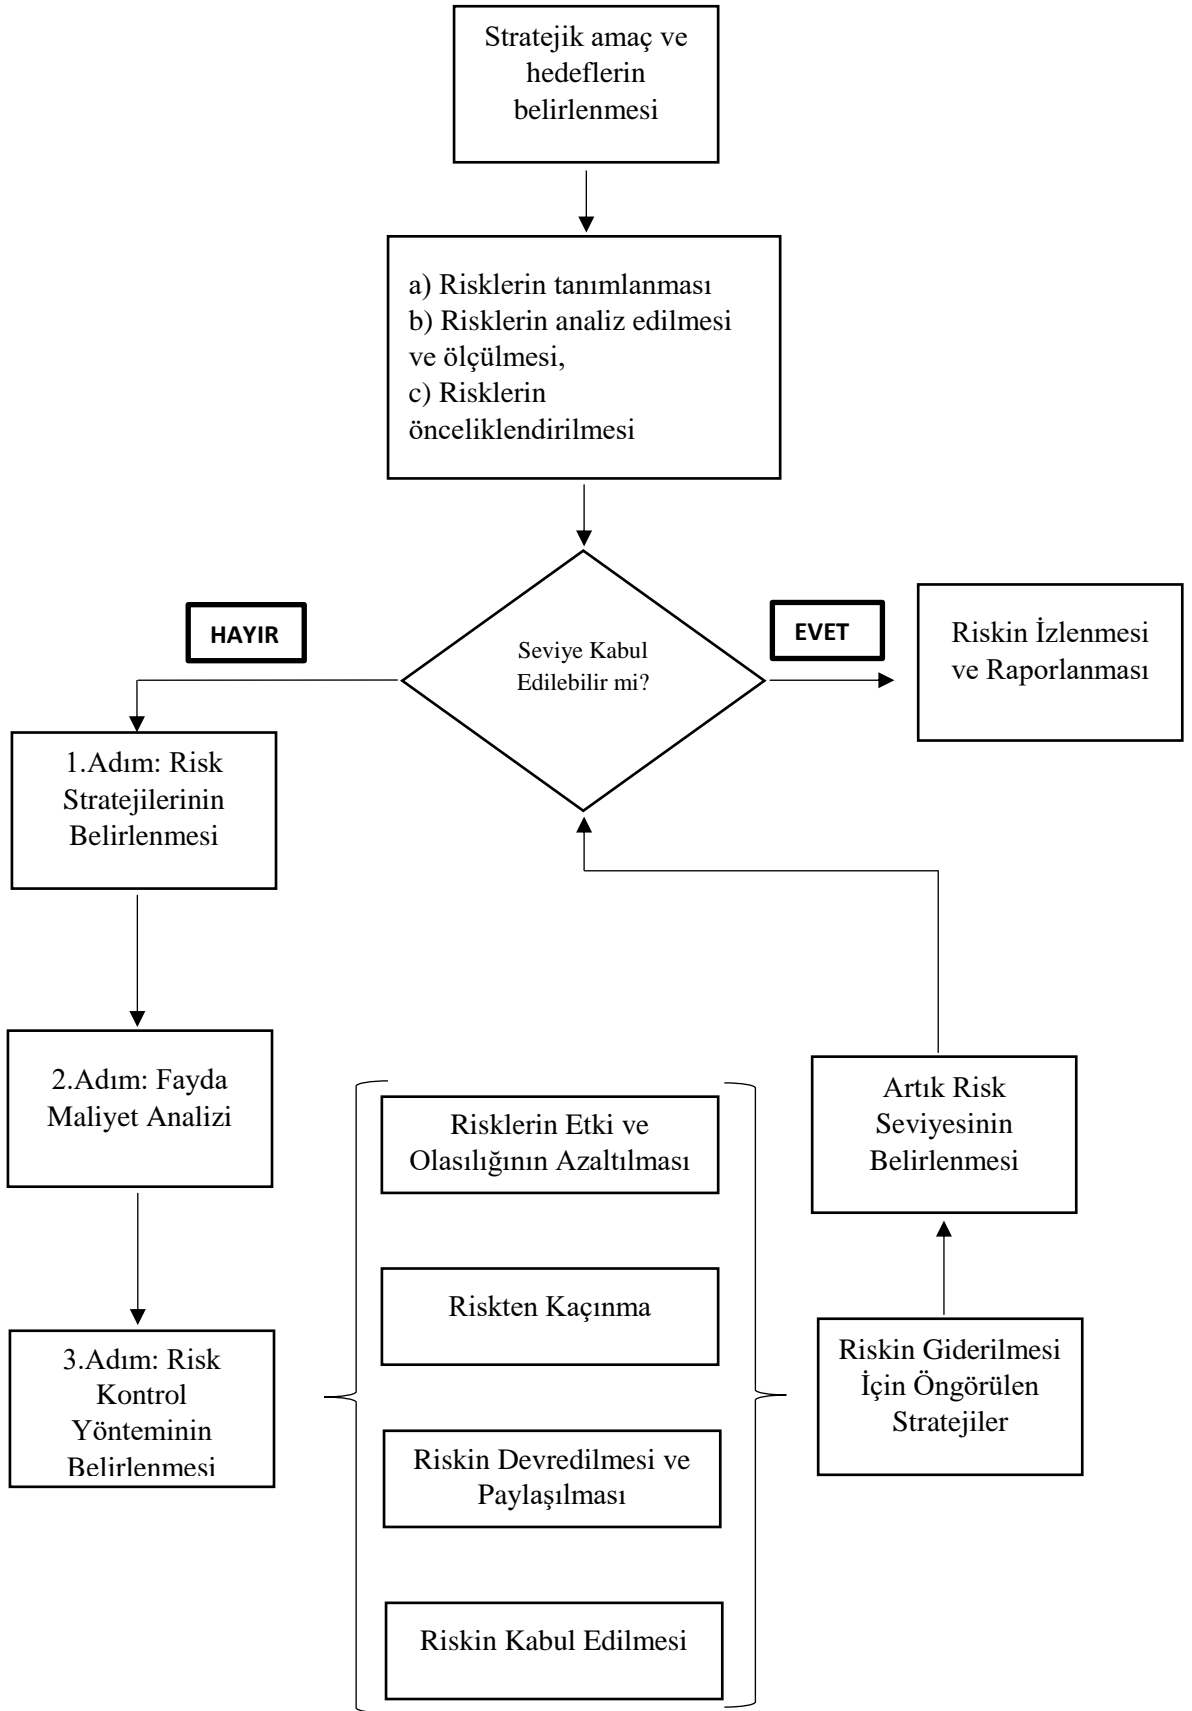 Stratejik amaç ve
hedeflerin
belirlenmesi
a) Risklerin tanımlanması
b) Risklerin analiz edilmesi
ve ölçülmesi,
c) Risklerin
önceliklendirilmesi
HAYIR
Seviye Kabul
Edilebilir mi?
EVET
Riskin İzlenmesi
ve Raporlanması
1.Adım: Risk
Stratejilerinin
Belirlenmesi
2.Adım: Fayda
Maliyet Analizi
3.Adım: Risk
Kontrol
Yönteminin
Belirlenmesi
Risklerin Etki ve
Olasılığının Azaltılması
Riskten Kaçınma
Riskin Devredilmesi ve
Paylaşılması
Riskin Kabul Edilmesi
Artık Risk
Seviyesinin
Belirlenmesi
Riskin Giderilmesi
İçin Öngörülen
Stratejiler